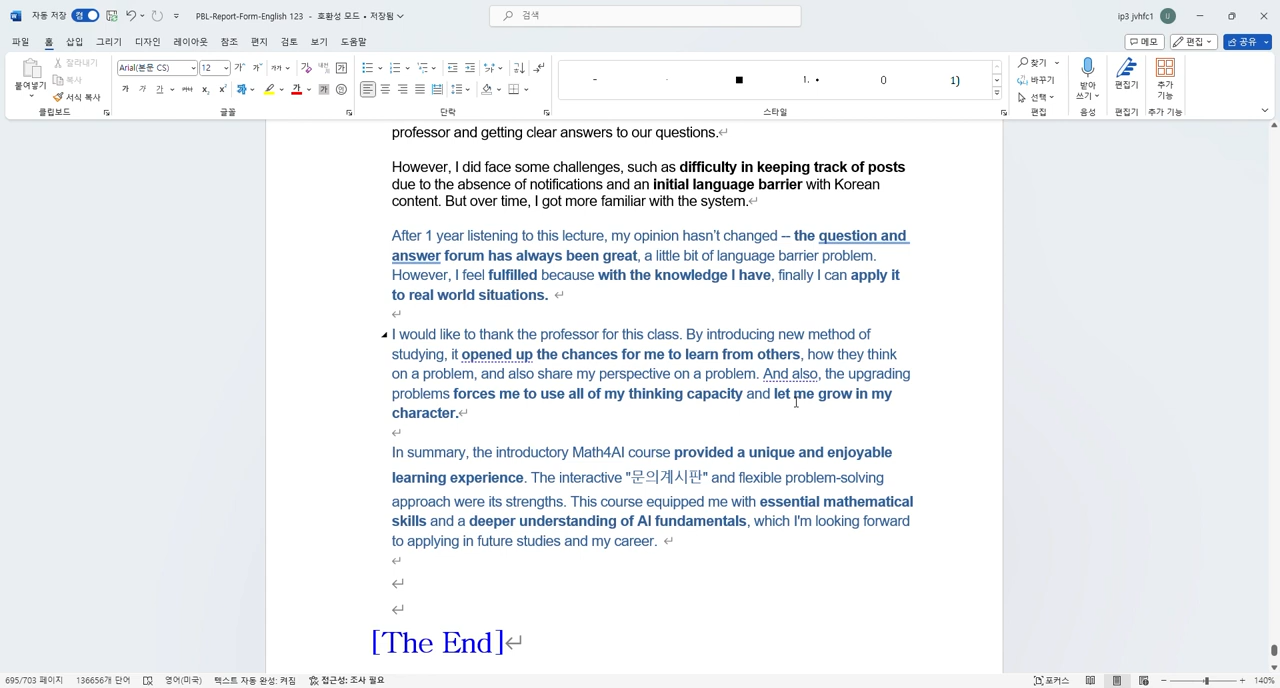 자동 저장 켬 PBL-Report-Form-English 123 - 호환성 모드 • 저장됨 검색 ip3 jvhfc1 IJ
파일 홈 삽입 그리기 디자인 레이아웃 참조 편지 검토 보기 도움말 메모 편집 공유
붙여넣기 잘라내기 복사 서식 복사 Arial(본문 CS) 12 찾기 바꾸기 선택 받아쓰기 편집기 추가 기능
클립보드 글꼴 단락 스타일 편집 음성 편집기 추가 기능
professor and getting clear answers to our questions.
However, I did face some challenges, such as difficulty in keeping track of posts
due to the absence of notifications and an initial language barrier with Korean
content. But over time, I got more familiar with the system.
After 1 year listening to this lecture, my opinion hasn't changed – the question and
answer forum has always been great, a little bit of language barrier problem.
However, I feel fulfilled because with the knowledge I have, finally I can apply it
to real world situations.
I would like to thank the professor for this class. By introducing new method of
studying, it opened up the chances for me to learn from others, how they think
on a problem, and also share my perspective on a problem. And also, the upgrading
problems forces me to use all of my thinking capacity and let me grow in my
character.
In summary, the introductory Math4AI course provided a unique and enjoyable
learning experience. The interactive "문의계시판" and flexible problem-solving
approach were its strengths. This course equipped me with essential mathematical
skills and a deeper understanding of AI fundamentals, which I'm looking forward
to applying in future studies and my career.
[The End]
695/703 페이지 136656개 단어 영어(미국) 텍스트 자동 완성: 켜짐 접근성: 조사 필요 포커스 140%